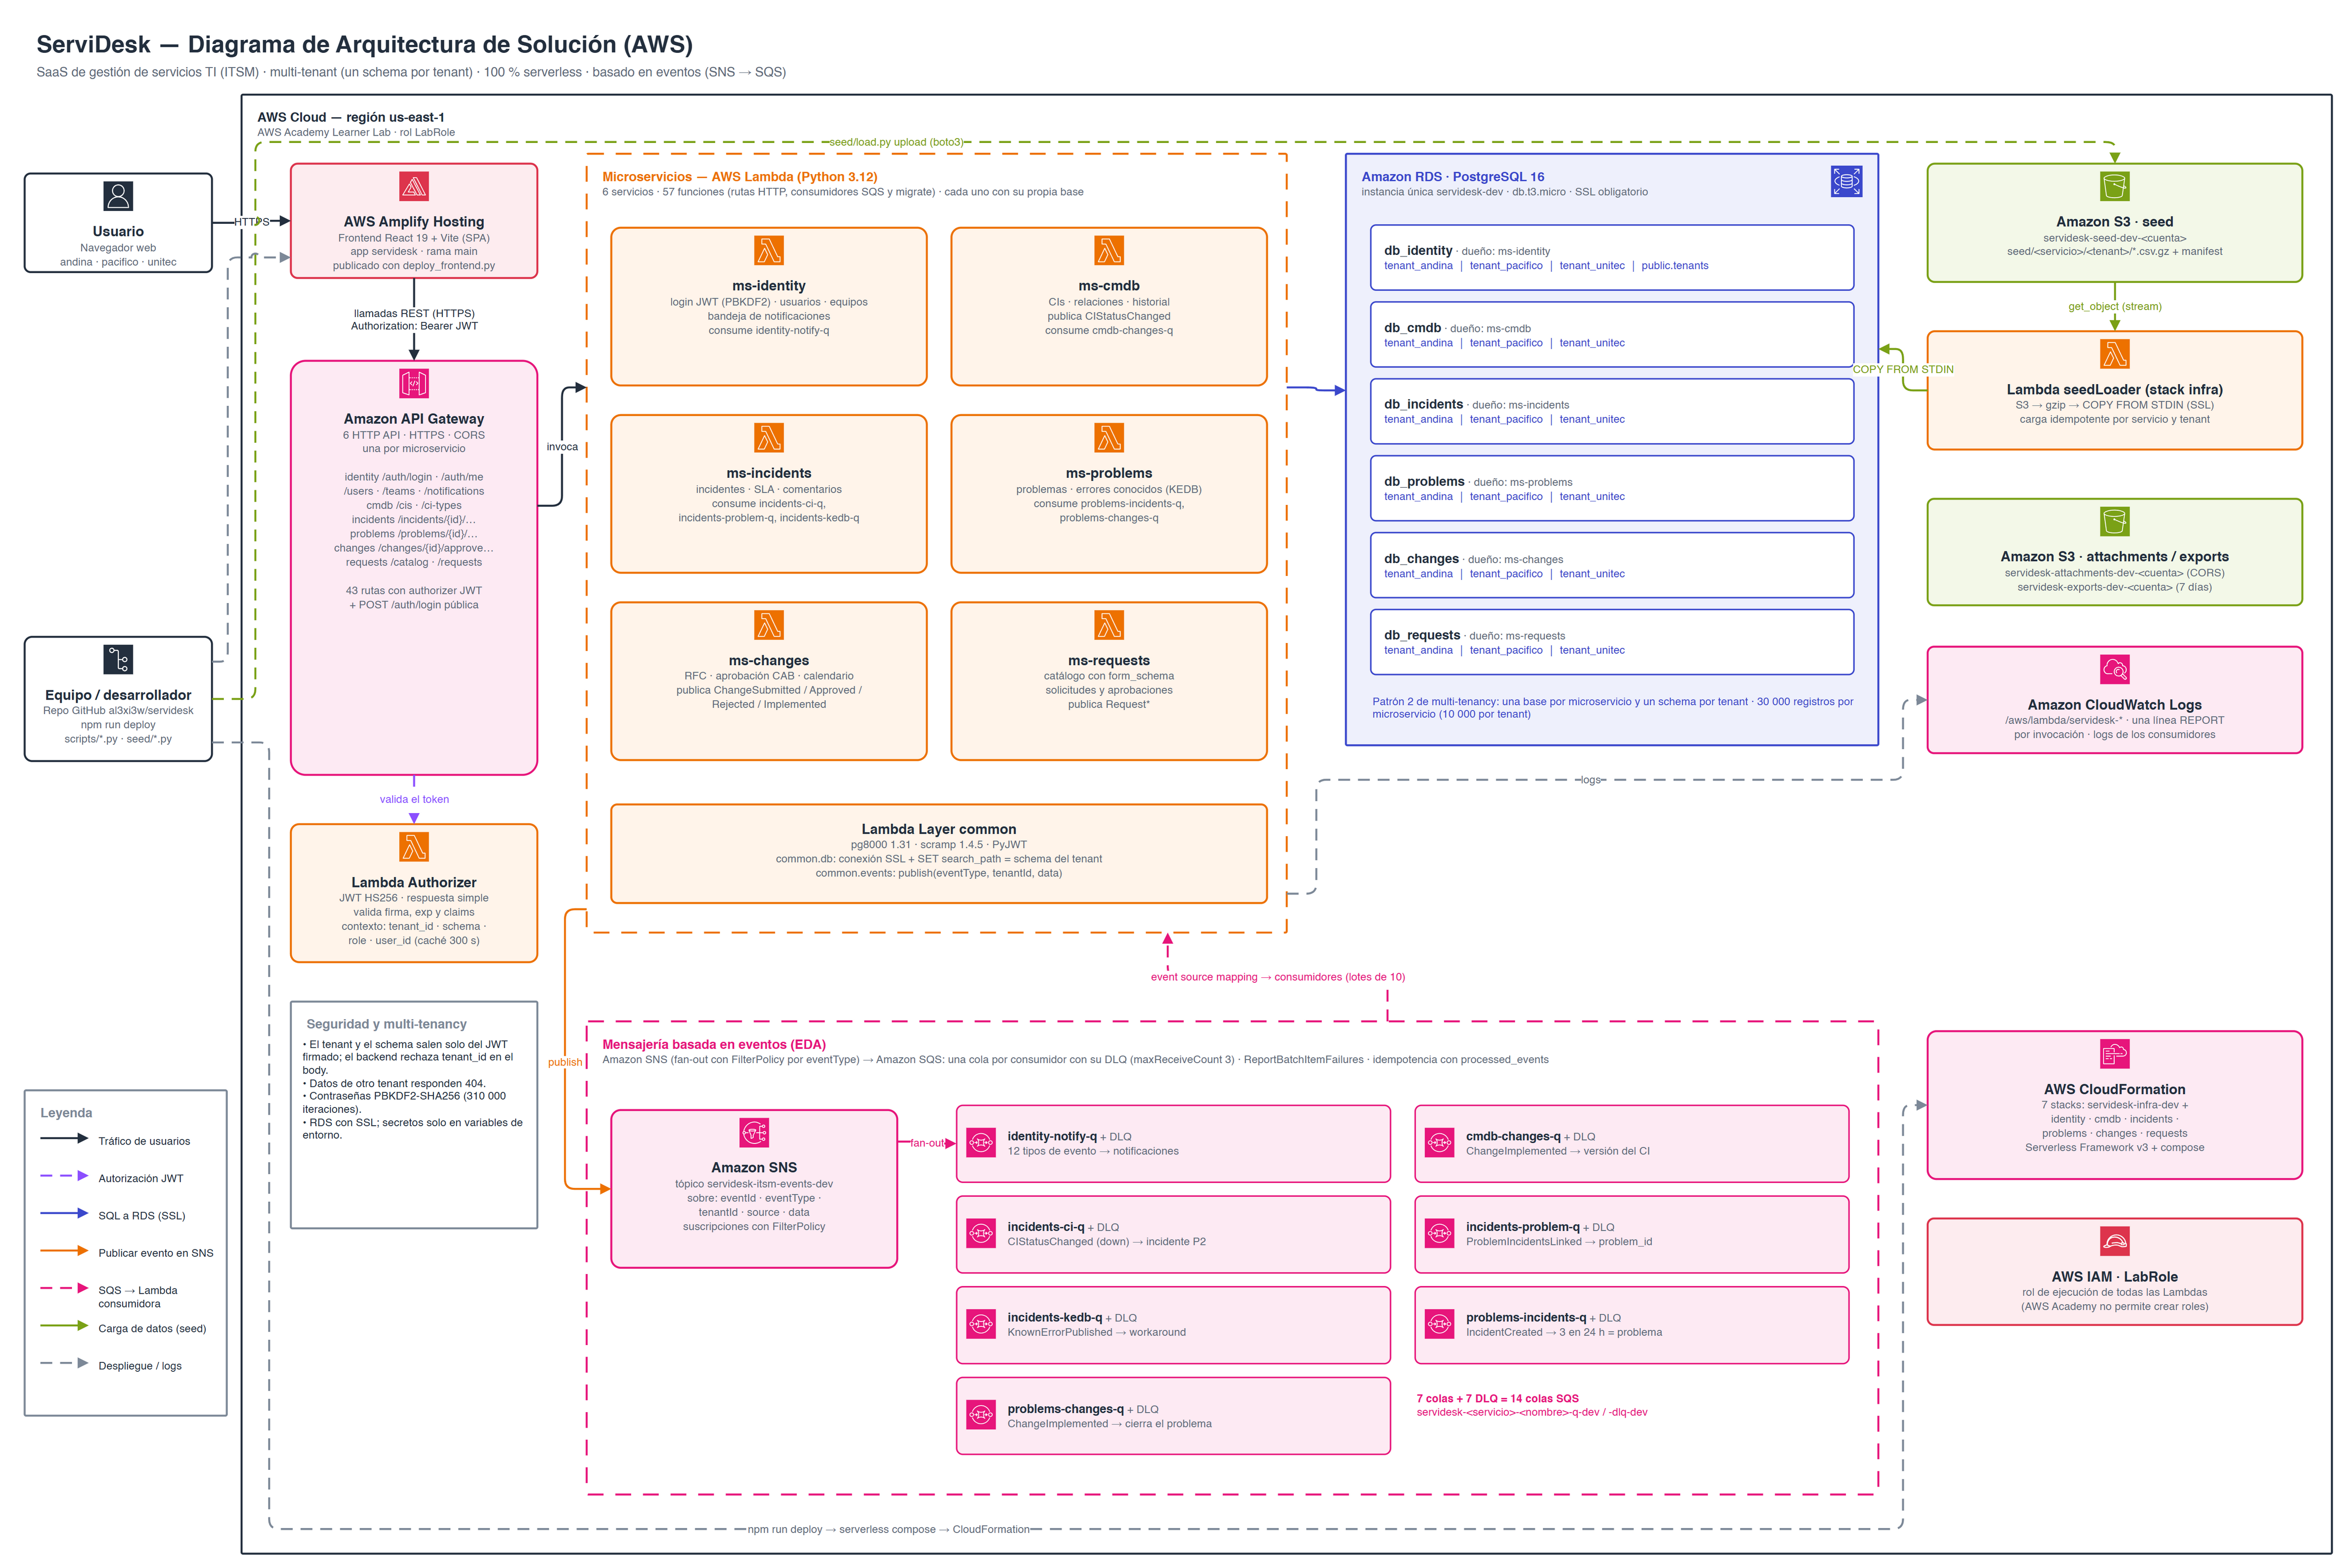 ServiDesk — Diagrama de Arquitectura de Solución (AWS)
SaaS de gestión de servicios TI (ITSM) · multi-tenant (un schema por tenant) · 100 % serverless · basado en eventos (SNS → SQS)
AWS Cloud — región us-east-1
AWS Academy Learner Lab · rol LabRole
seed/load.py upload (boto3)
Usuario
Navegador web
andina · pacifico · unitec
HTTPS
AWS Amplify Hosting
Frontend React 19 + Vite (SPA)
app servidesk · rama main
publicado con deploy_frontend.py
llamadas REST (HTTPS)
Authorization: Bearer JWT
Amazon API Gateway
6 HTTP API · HTTPS · CORS
una por microservicio
identity /auth/login · /auth/me
/users · /teams · /notifications
cmdb /cis · /ci-types
incidents /incidents/{id}/…
problems /problems/{id}/…
changes /changes/{id}/approve…
requests /catalog · /requests
43 rutas con authorizer JWT
+ POST /auth/login pública
invoca
valida el token
Lambda Authorizer
JWT HS256 · respuesta simple
valida firma, exp y claims
contexto: tenant_id · schema ·
role · user_id (caché 300 s)
Equipo / desarrollador
Repo GitHub al3xi3w/servidesk
npm run deploy
scripts/*.py · seed/*.py
Microservicios — AWS Lambda (Python 3.12)
6 servicios · 57 funciones (rutas HTTP, consumidores SQS y migrate) · cada uno con su propia base
ms-identity
login JWT (PBKDF2) · usuarios · equipos
bandeja de notificaciones
consume identity-notify-q
ms-cmdb
CIs · relaciones · historial
publica CIStatusChanged
consume cmdb-changes-q
ms-incidents
incidentes · SLA · comentarios
consume incidents-ci-q,
incidents-problem-q, incidents-kedb-q
ms-problems
problemas · errores conocidos (KEDB)
consume problems-incidents-q,
problems-changes-q
ms-changes
RFC · aprobación CAB · calendario
publica ChangeSubmitted / Approved /
Rejected / Implemented
ms-requests
catálogo con form_schema
solicitudes y aprobaciones
publica Request*
Lambda Layer common
pg8000 1.31 · scramp 1.4.5 · PyJWT
common.db: conexión SSL + SET search_path = schema del tenant
common.events: publish(eventType, tenantId, data)
Amazon RDS · PostgreSQL 16
instancia única servidesk-dev · db.t3.micro · SSL obligatorio
db_identity · dueño: ms-identity
tenant_andina | tenant_pacifico | tenant_unitec | public.tenants
db_cmdb · dueño: ms-cmdb
tenant_andina | tenant_pacifico | tenant_unitec
db_incidents · dueño: ms-incidents
tenant_andina | tenant_pacifico | tenant_unitec
db_problems · dueño: ms-problems
tenant_andina | tenant_pacifico | tenant_unitec
db_changes · dueño: ms-changes
tenant_andina | tenant_pacifico | tenant_unitec
db_requests · dueño: ms-requests
tenant_andina | tenant_pacifico | tenant_unitec
Patrón 2 de multi-tenancy: una base por microservicio y un schema por tenant · 30 000 registros por
microservicio (10 000 por tenant)
Amazon S3 · seed
servidesk-seed-dev-<cuenta>
seed/<servicio>/<tenant>/*.csv.gz + manifest
get_object (stream)
Lambda seedLoader (stack infra)
S3 → gzip → COPY FROM STDIN (SSL)
carga idempotente por servicio y tenant
COPY FROM STDIN
Amazon S3 · attachments / exports
servidesk-attachments-dev-<cuenta> (CORS)
servidesk-exports-dev-<cuenta> (7 días)
Amazon CloudWatch Logs
/aws/lambda/servidesk-* · una línea REPORT
por invocación · logs de los consumidores
logs
event source mapping → consumidores (lotes de 10)
publish
Seguridad y multi-tenancy
• El tenant y el schema salen solo del JWT
firmado; el backend rechaza tenant_id en el
body.
• Datos de otro tenant responden 404.
• Contraseñas PBKDF2-SHA256 (310 000
iteraciones).
• RDS con SSL; secretos solo en variables de
entorno.
Leyenda
Tráfico de usuarios
Autorización JWT
SQL a RDS (SSL)
Publicar evento en SNS
SQS → Lambda
consumidora
Carga de datos (seed)
Despliegue / logs
Mensajería basada en eventos (EDA)
Amazon SNS (fan-out con FilterPolicy por eventType) → Amazon SQS: una cola por consumidor con su DLQ (maxReceiveCount 3) · ReportBatchItemFailures · idempotencia con processed_events
Amazon SNS
tópico servidesk-itsm-events-dev
sobre: eventId · eventType ·
tenantId · source · data
suscripciones con FilterPolicy
fan-out
identity-notify-q + DLQ
12 tipos de evento → notificaciones
cmdb-changes-q + DLQ
ChangeImplemented → versión del CI
incidents-ci-q + DLQ
CIStatusChanged (down) → incidente P2
incidents-problem-q + DLQ
ProblemIncidentsLinked → problem_id
incidents-kedb-q + DLQ
KnownErrorPublished → workaround
problems-incidents-q + DLQ
IncidentCreated → 3 en 24 h = problema
problems-changes-q + DLQ
ChangeImplemented → cierra el problema
7 colas + 7 DLQ = 14 colas SQS
servidesk-<servicio>-<nombre>-q-dev / -dlq-dev
AWS CloudFormation
7 stacks: servidesk-infra-dev +
identity · cmdb · incidents ·
problems · changes · requests
Serverless Framework v3 + compose
AWS IAM · LabRole
rol de ejecución de todas las Lambdas
(AWS Academy no permite crear roles)
npm run deploy → serverless compose → CloudFormation